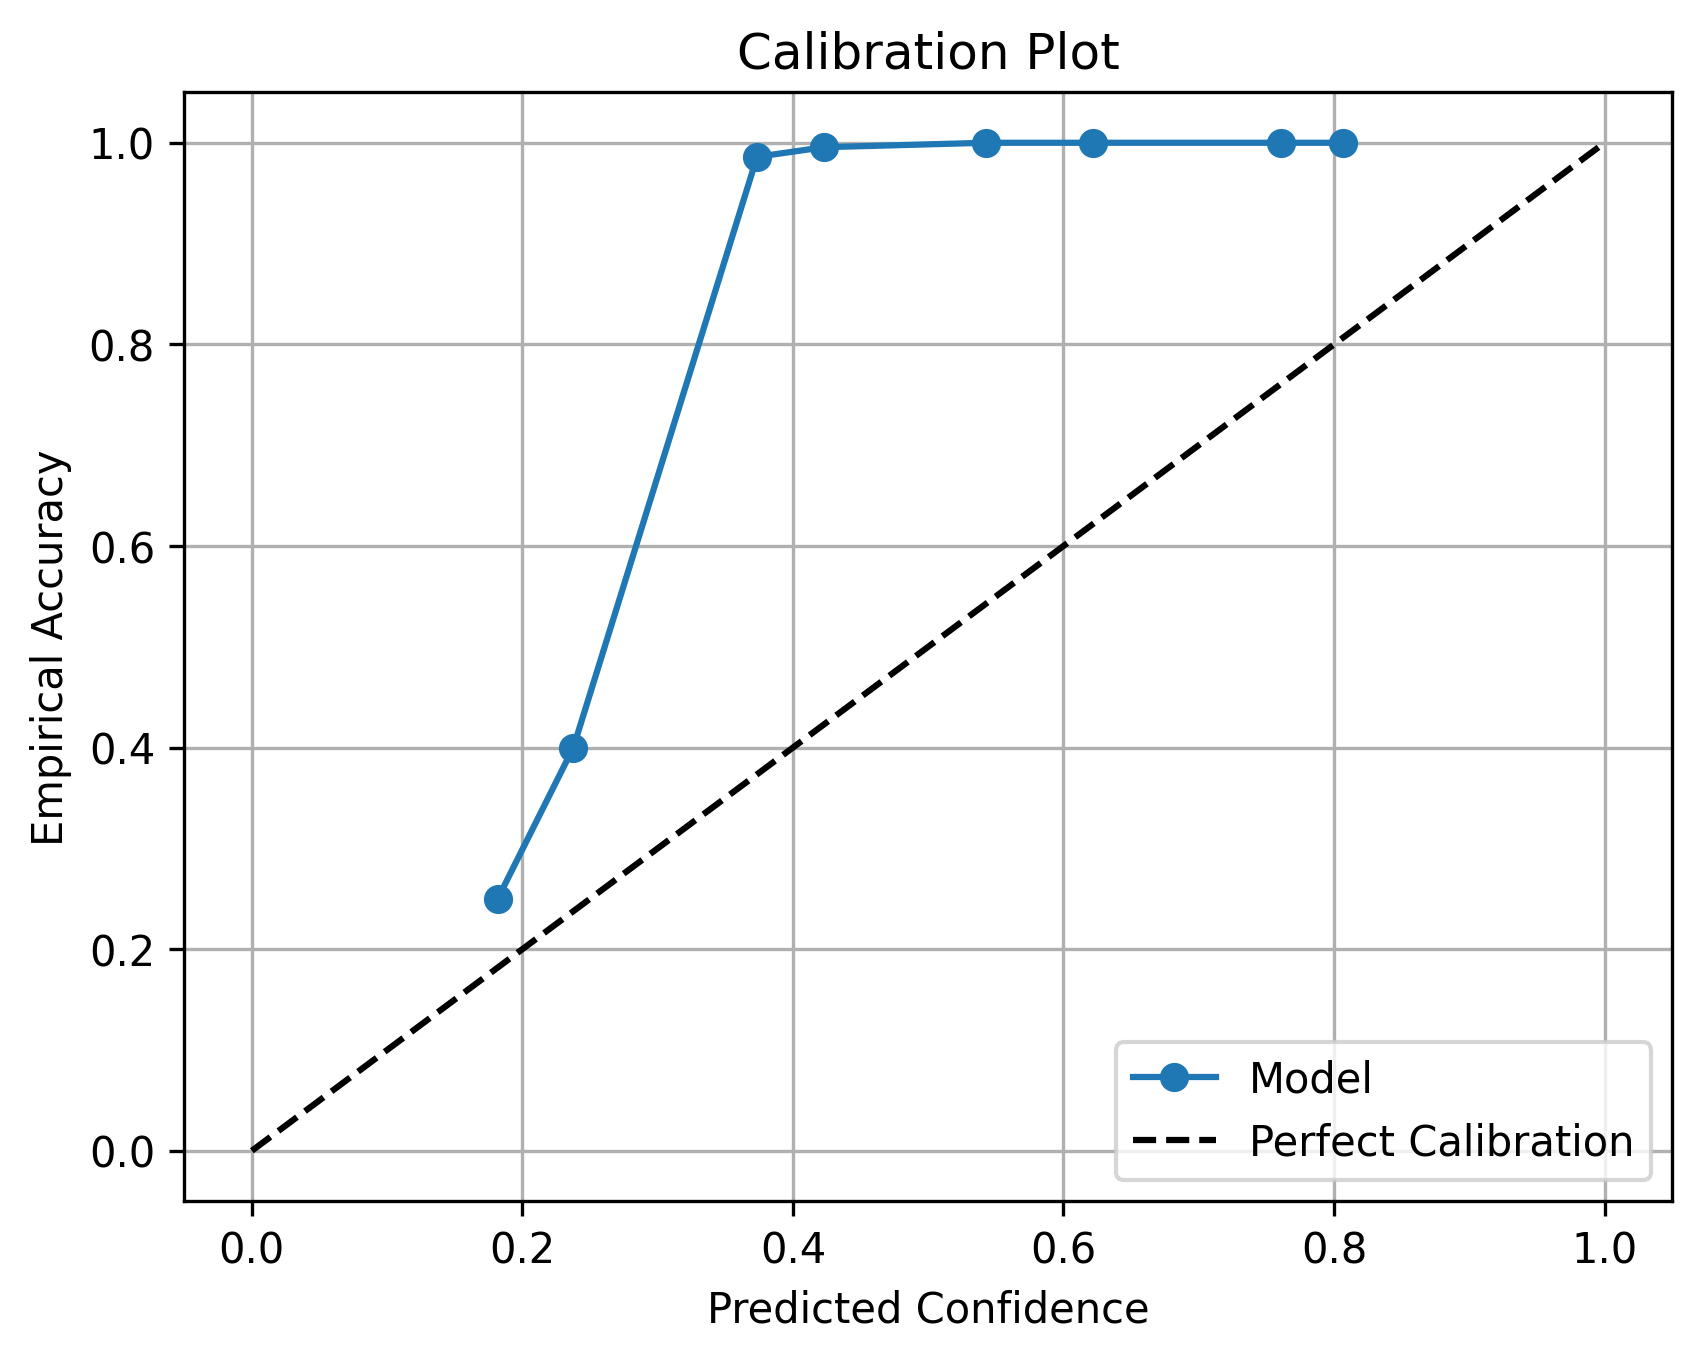 Calibration Plot
1.0
0.8
0.6
0.4
0.2
0.0
Empirical Accuracy
Model
Perfect Calibration
0.0 0.2 0.4 0.6 0.8 1.0
Predicted Confidence